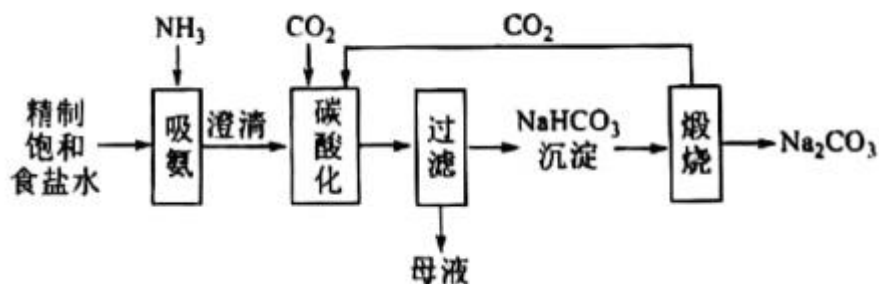 NH₃
CO₂
CO₂
精制
饱和
食盐水
吸氨
澄清
碳酸化
过滤
NaHCO₃
沉淀
煅烧
Na₂CO₃
母液